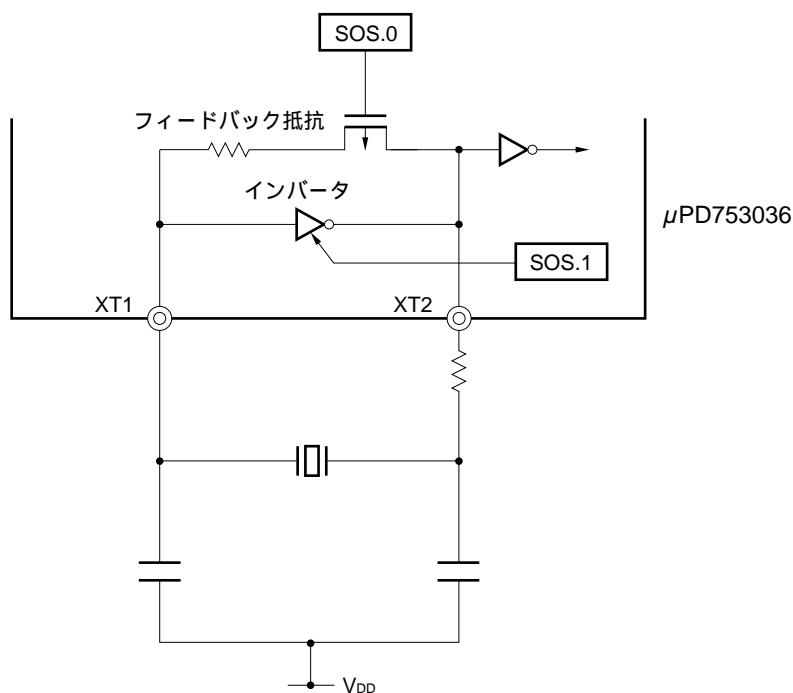 SOS.0
フィードバック抵抗
インバータ
μPD753036
SOS.1
XT1
XT2
VDD